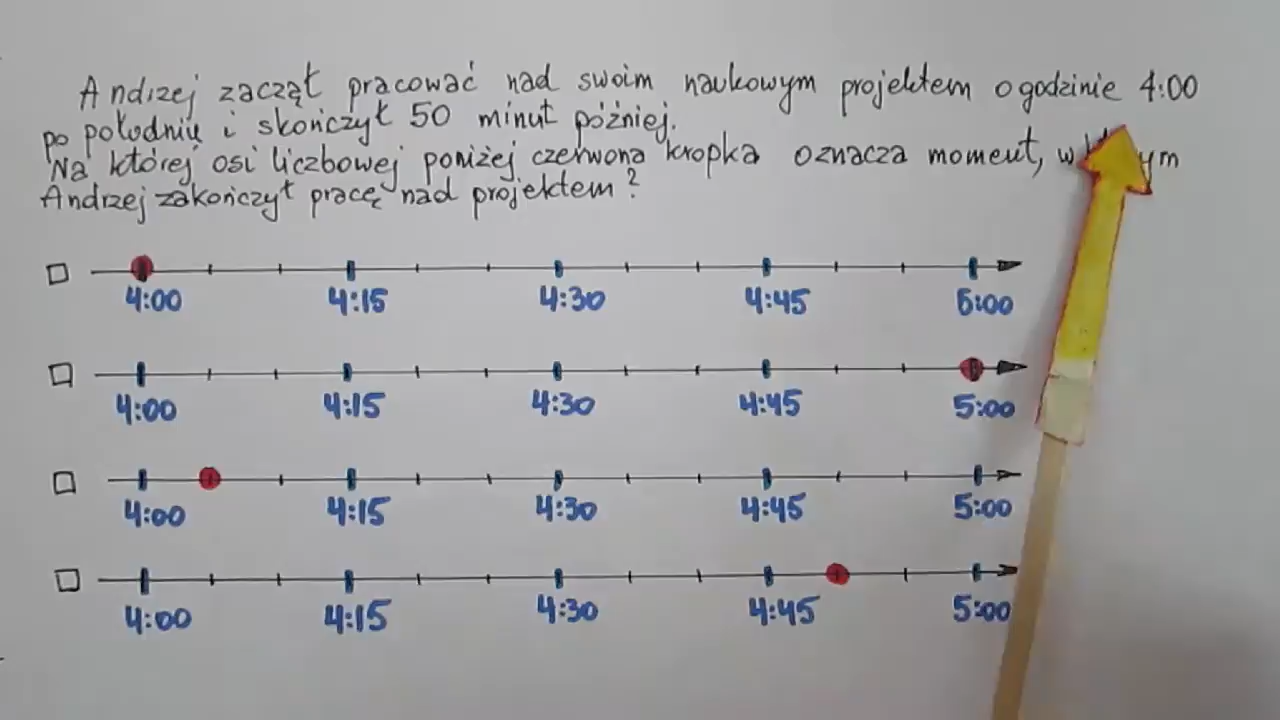 Andrzej zaczął pracować nad swoim naukowym projektem o godzinie 4:00
po południu i skończył 50 minut później.
Na której osi liczbowej poniżej czerwona kropka oznacza moment, w
Andrzej zakończył pracę nad projektem?
4:00 4:15 4:30 4:45 5:00
4:00 4:15 4:30 4:45 5:00
4:00 4:15 4:30 4:45 5:00
4:00 4:15 4:30 4:45 5:00